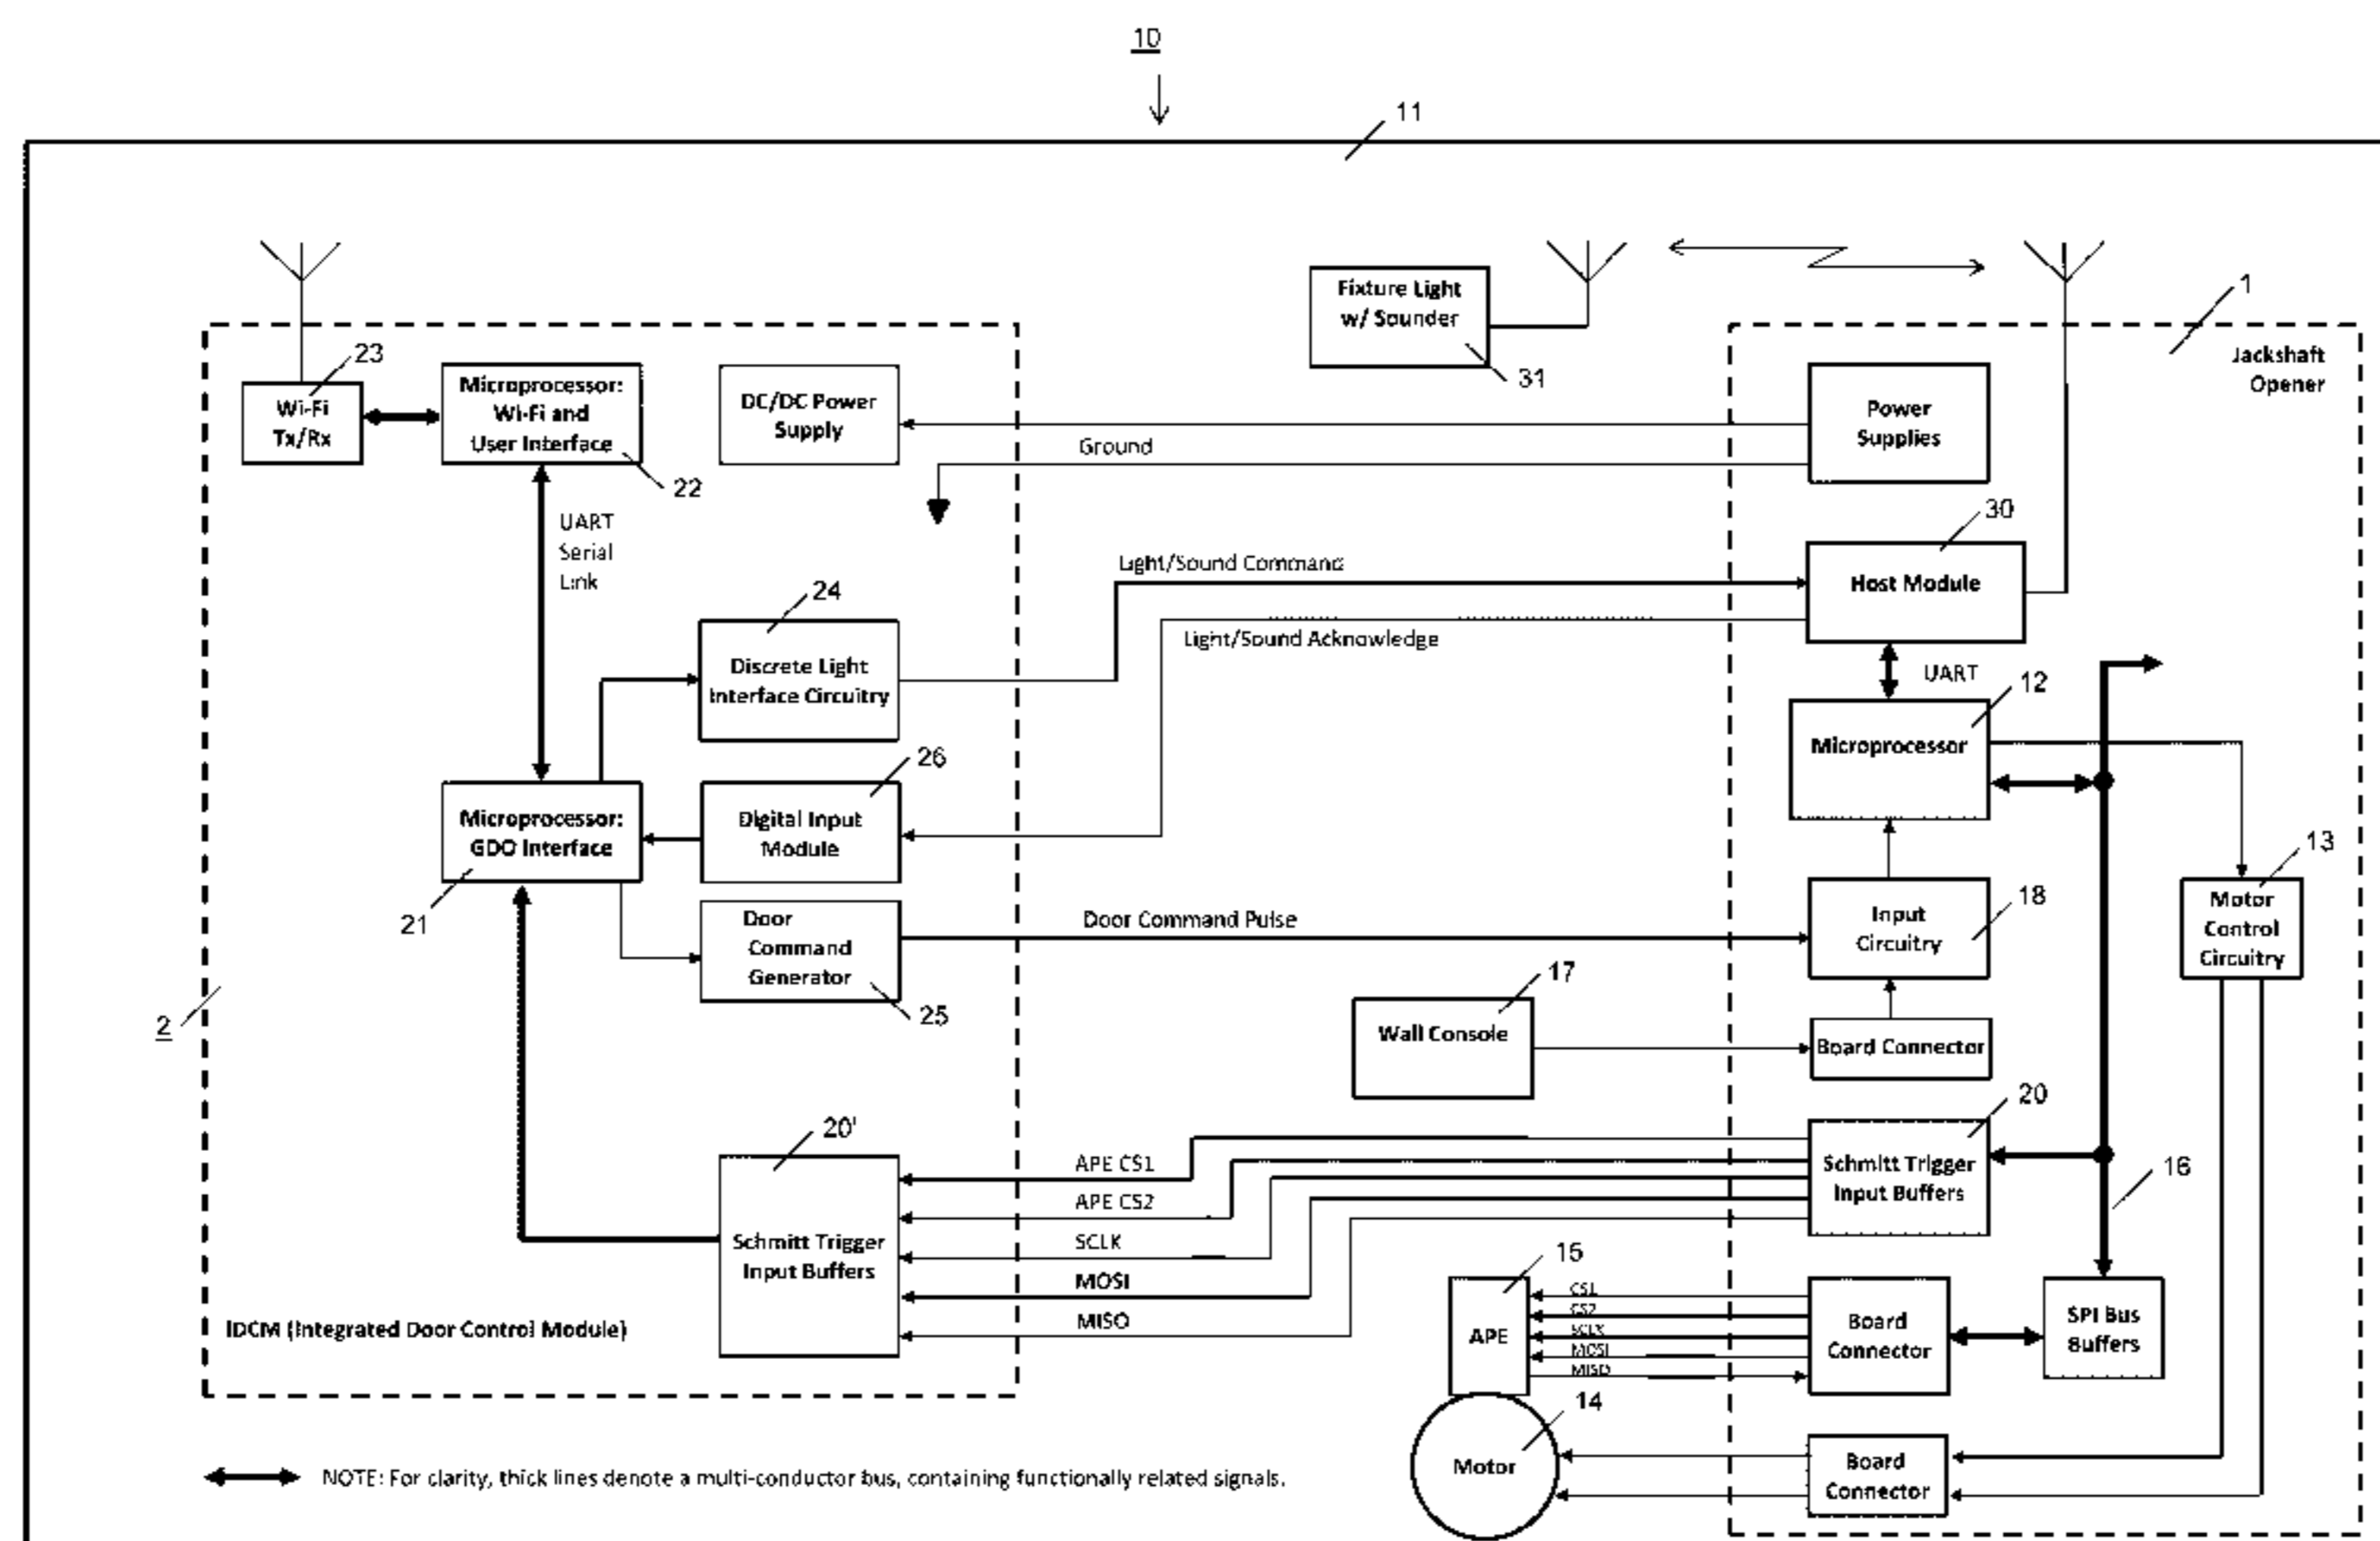 10
11
1
Jackshaft
Opener
23
Wi-Fi
Tx/Rx
Microprocessor:
Wi-Fi and
User Interface
22
DC/DC Power
Supply
Fixture Light
w/ Sounder
31
Power
Supplies
Ground
UART
Serial
Link
30
Host Module
Light/Sound Command
Light/Sound Acknowledge
24
Discrete Light
Interface Circuitry
UART
12
Microprocessor
26
Digital Input
Module
Microprocessor:
GDO Interface
21
13
Motor
Control
Circuitry
18
Input
Circuitry
Door
Command
Generator
25
Door Command Pulse
2
17
Wall Console
Board Connector
20
Schmitt Trigger
Input Buffers
16
20'
Schmitt Trigger
Input Buffers
APE CS1
APE CS2
SCLK
MOSI
MISO
IDCM (Integrated Door Control Module)
15
APE
CS1
CS2
SCLK
MOSI
MISO
Board
Connector
SPI Bus
Buffers
14
Motor
Board
Connector
NOTE: For clarity, thick lines denote a multi-conductor bus, containing functionally related signals.